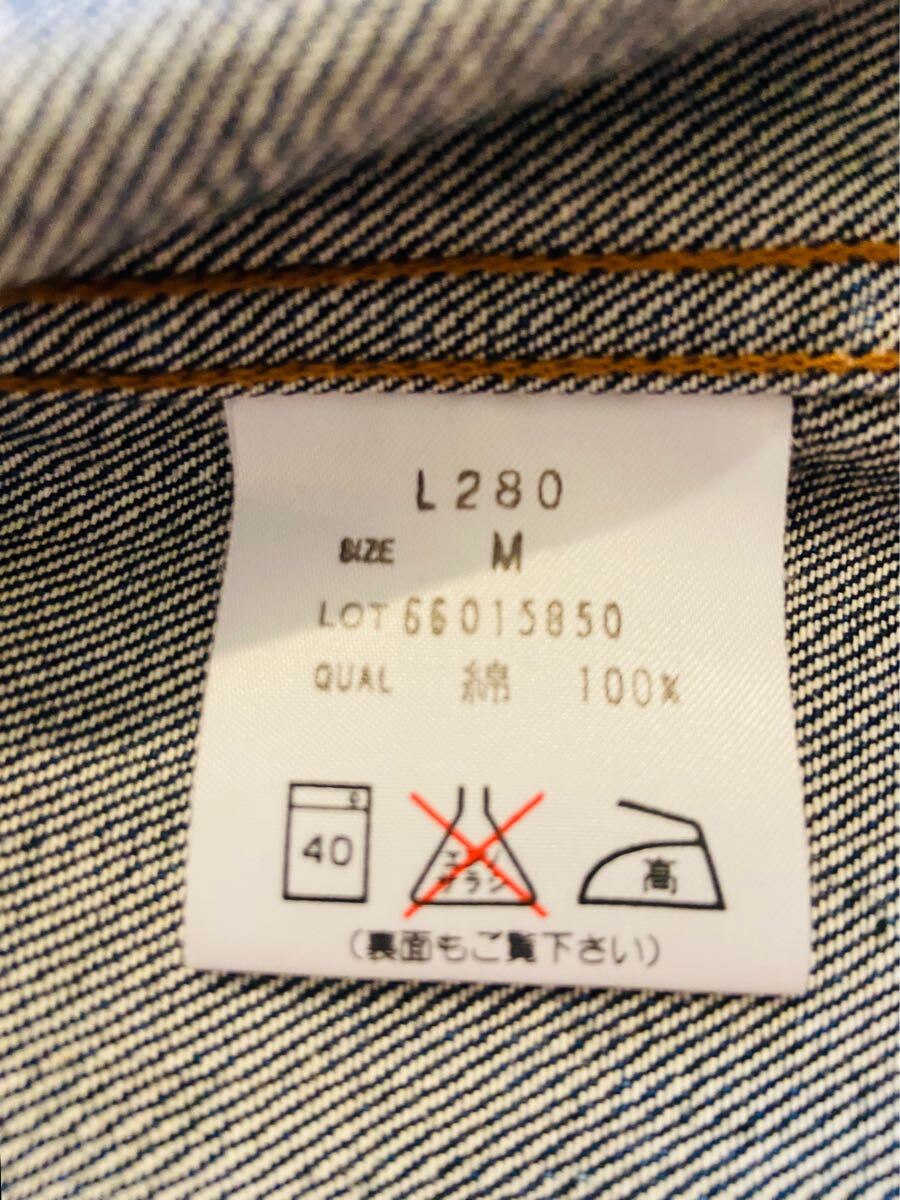 L280
SIZE M
LOT 66015850
QUAL 綿 100%
40
エンソ
サラシ
高
(裏面もご覧下さい)